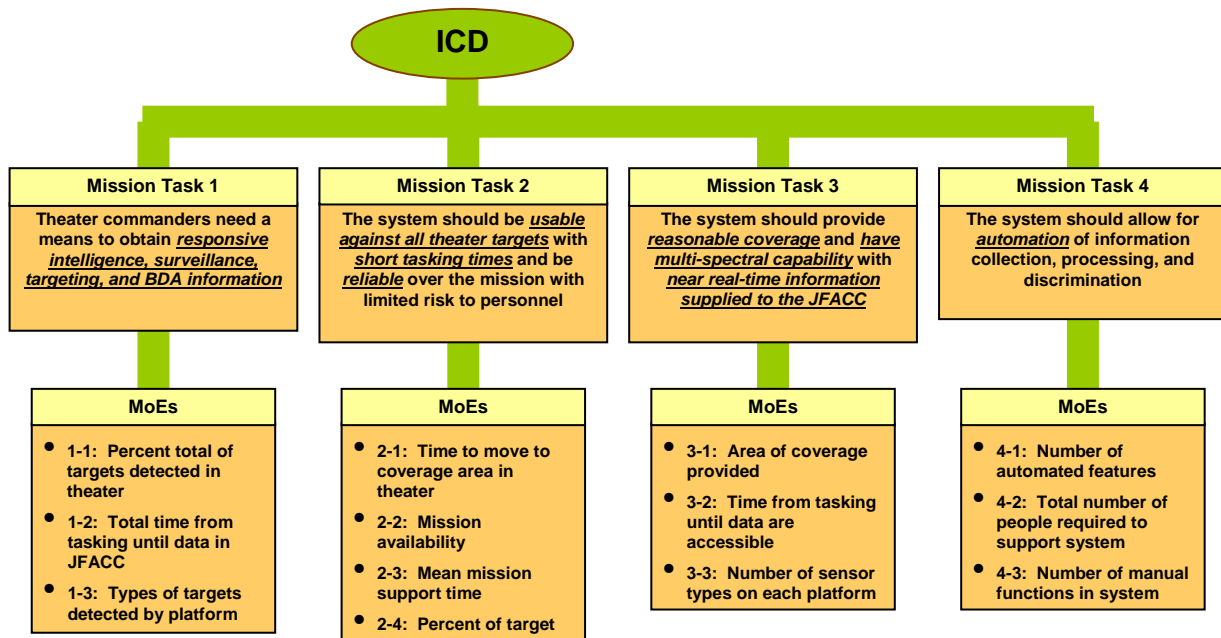 ICD
Mission Task 1
Theater commanders need a
means to obtain responsive
intelligence, surveillance,
targeting, and BDA information
Mission Task 2
The system should be usable
against all theater targets with
short tasking times and be
reliable over the mission with
limited risk to personnel
Mission Task 3
The system should provide
reasonable coverage and have
multi-spectral capability with
near real-time information
supplied to the JFACC
Mission Task 4
The system should allow for
automation of information
collection, processing, and
discrimination
MoEs
• 1-1: Percent total of
targets detected in
theater
• 1-2: Total time from
tasking until data in
JFACC
• 1-3: Types of targets
detected by platform
MoEs
• 2-1: Time to move to
coverage area in
theater
• 2-2: Mission
availability
• 2-3: Mean mission
support time
• 2-4: Percent of target
MoEs
• 3-1: Area of coverage
provided
• 3-2: Time from tasking
until data are
accessible
• 3-3: Number of sensor
types on each platform
MoEs
• 4-1: Number of
automated features
• 4-2: Total number of
people required to
support system
• 4-3: Number of manual
functions in system